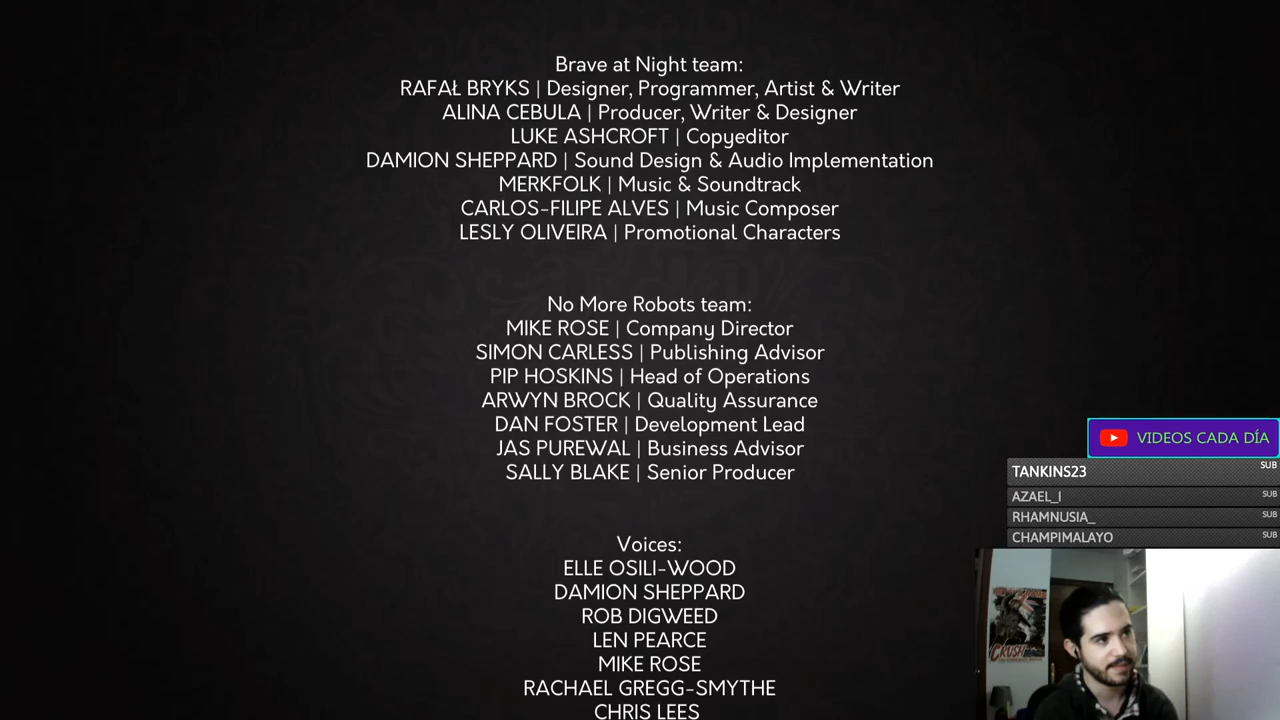 Brave at Night team:
RAFAŁ BRYKS | Designer, Programmer, Artist & Writer
ALINA CEBULA | Producer, Writer & Designer
LUKE ASHCROFT | Copyeditor
DAMION SHEPPARD | Sound Design & Audio Implementation
MERKFOLK | Music & Soundtrack
CARLOS-FILIPE ALVES | Music Composer
LESLY OLIVEIRA | Promotional Characters
No More Robots team:
MIKE ROSE | Company Director
SIMON CARLESS | Publishing Advisor
PIP HOSKINS | Head of Operations
ARWYN BROCK | Quality Assurance
DAN FOSTER | Development Lead
JAS PUREWAL | Business Advisor
SALLY BLAKE | Senior Producer
Voices:
ELLE OSILI-WOOD
DAMION SHEPPARD
ROB DIGWEED
LEN PEARCE
MIKE ROSE
RACHAEL GREGG-SMYTHE
CHRIS LEES
VIDEOS CADA DÍA
TANKINS23 SUB
AZAEL_I SUB
RHAMNUSIA_ SUB
CHAMPIMALAYO SUB
CRUSH